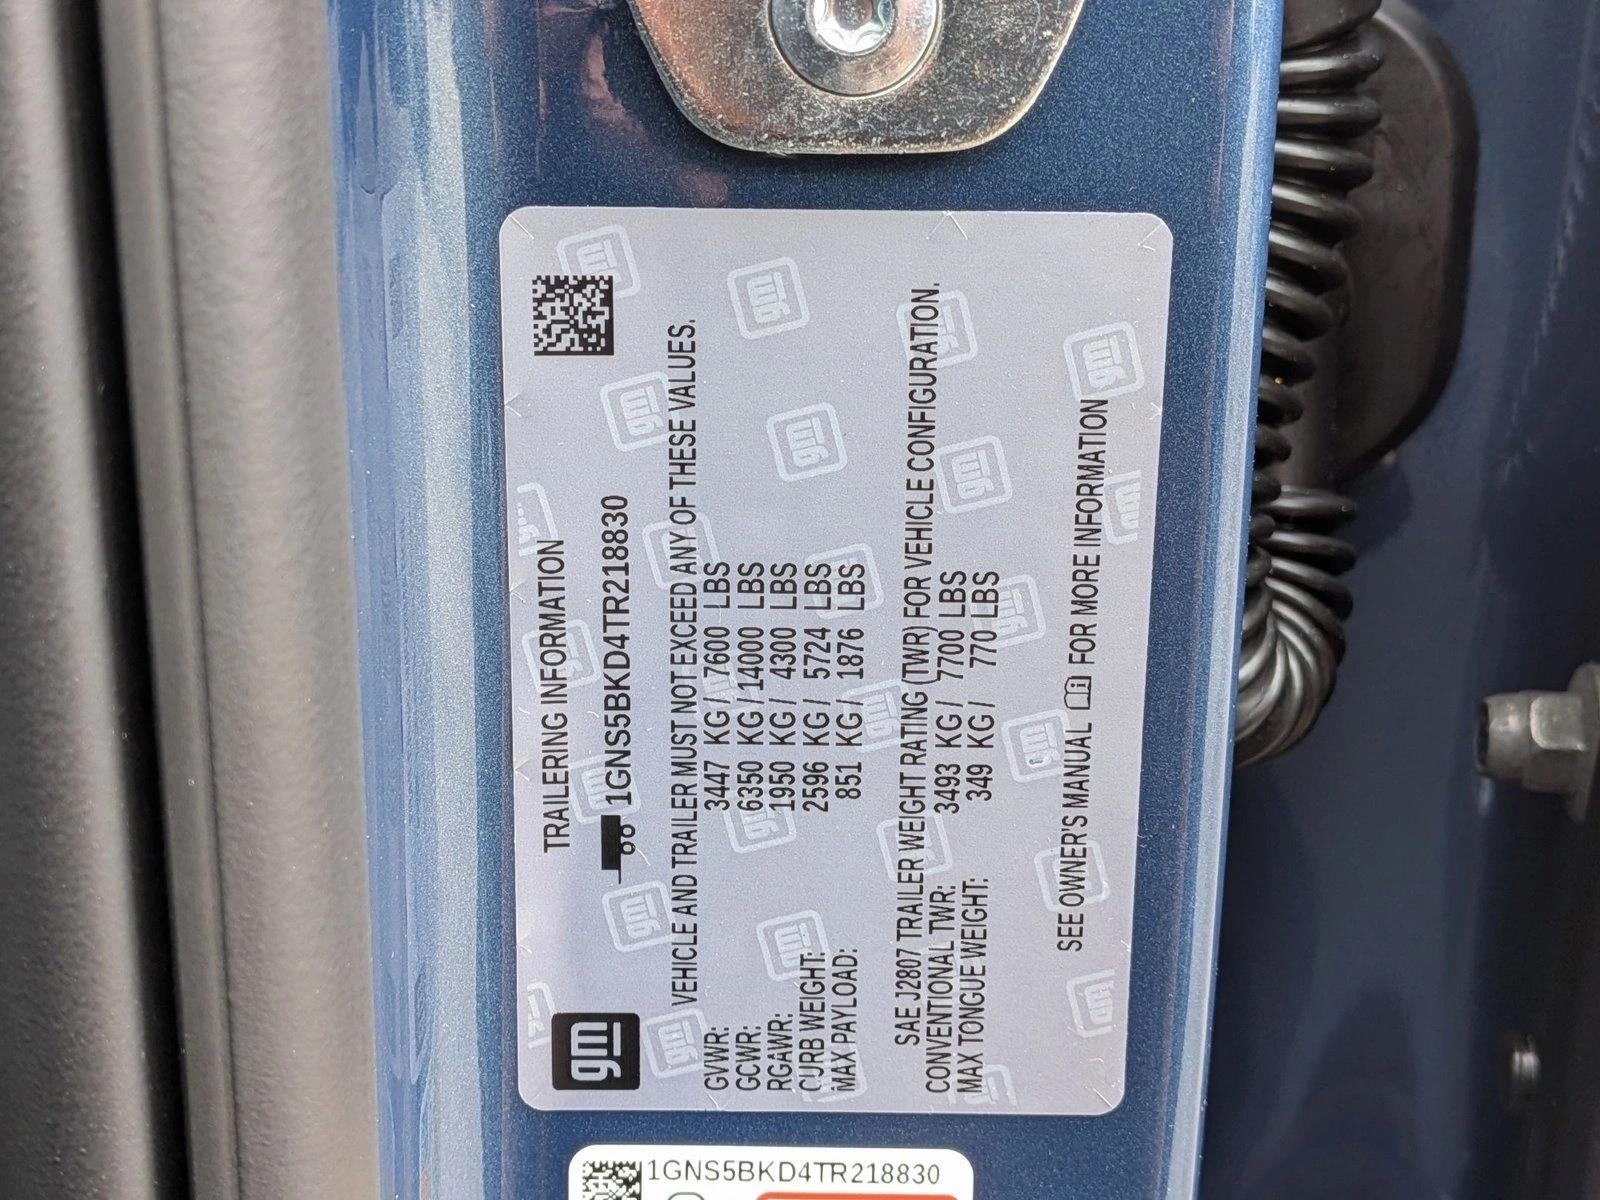 gm
TRAILERING INFORMATION
1GNS5BKD4TR218830
VEHICLE AND TRAILER MUST NOT EXCEED ANY OF THESE VALUES.
GVWR: 3447 KG / 7600 LBS
GCWR: 6350 KG / 14000 LBS
RGAWR: 1950 KG / 4300 LBS
CURB WEIGHT: 2596 KG / 5724 LBS
MAX PAYLOAD: 851 KG / 1876 LBS
SAE J2807 TRAILER WEIGHT RATING (TWR) FOR VEHICLE CONFIGURATION.
CONVENTIONAL TWR: 3493 KG / 7700 LBS
MAX TONGUE WEIGHT: 349 KG / 770 LBS
SEE OWNER'S MANUAL FOR MORE INFORMATION
1GNS5BKD4TR218830